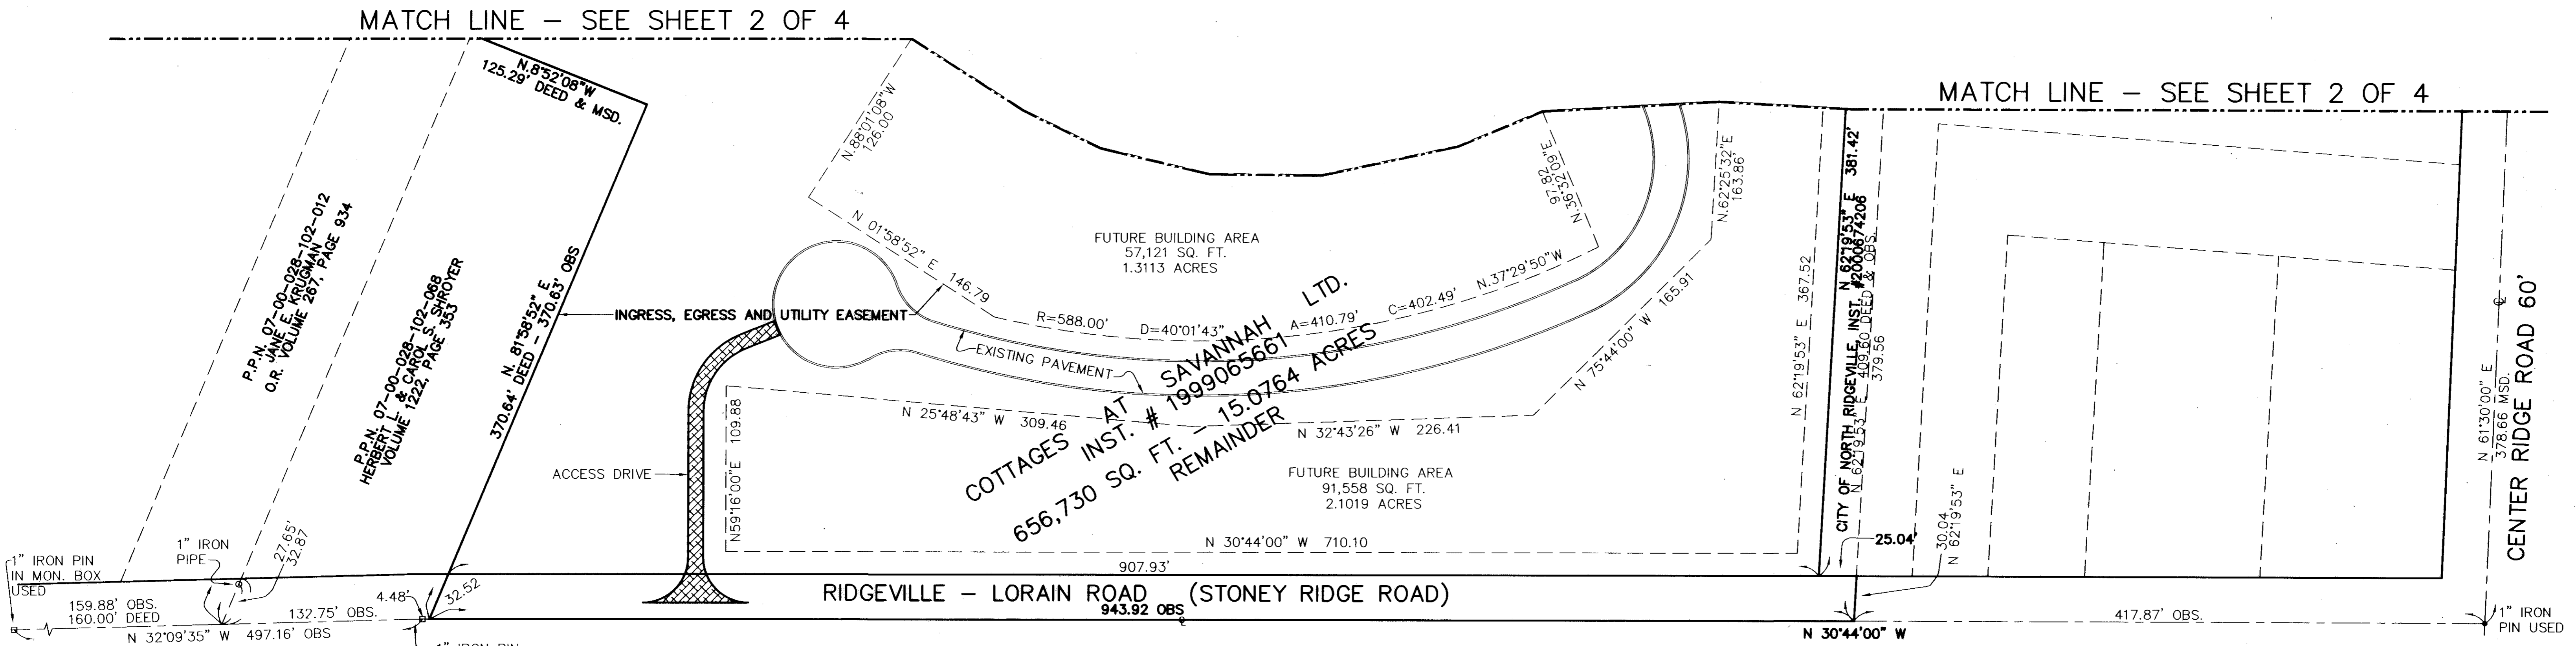 MATCH LINE – SEE SHEET 2 OF 4
MATCH LINE – SEE SHEET 2 OF 4
N.8°52'08"W
125.29' DEED & MSD.
P.P.N. 07-00-028-102-012
JANE E. KRUGMAN
O.R. VOLUME 267, PAGE 934
P.P.N. 07-00-028-102-068
HERBERT E. & CAROL S. SHROYER
VOLUME 1222, PAGE 353
N. 81°58'52" E
370.64' DEED – 370.63' OBS
N.88°01'08"W
126.00
N 01°58'52" E 146.79
INGRESS, EGRESS AND UTILITY EASEMENT
FUTURE BUILDING AREA
57,121 SQ. FT.
1.3113 ACRES
R=588.00' D=40°01'43" A=410.79' C=402.49' N.37°29'50"W
97.82
N.36°32'09"E
N.62°25'32"E
163.86'
EXISTING PAVEMENT
COTTAGES AT SAVANNAH LTD.
INST. # 1999065661
656,730 SQ. FT. – 15.0764 ACRES
REMAINDER
N 75°44'00" W 165.91
N 25°48'43" W 309.46
N 32°43'26" W 226.41
ACCESS DRIVE
N59°16'00"E 109.88
FUTURE BUILDING AREA
91,558 SQ. FT.
2.1019 ACRES
N 30°44'00" W 710.10
N 62°19'53" E 367.52
N 62°19'53" E 381.42'
CITY OF NORTH RIDGEVILLE, INST. #2000674206
N 62°19'53" E 409.60 DEED & OBS.
379.56
25.04'
30.04
N 62°19'53" E
N 61°30'00" E
378.66 MSD.
CENTER RIDGE ROAD 60'
907.93'
RIDGEVILLE – LORAIN ROAD (STONEY RIDGE ROAD)
943.92 OBS
N 30°44'00" W
417.87' OBS.
1" IRON
PIN USED
1" IRON PIN
IN MON. BOX
USED
1" IRON
PIPE
27.65'
32.87
159.88' OBS.
160.00' DEED
132.75' OBS.
4.48'
32.52
N 32°09'35" W 497.16' OBS
1" IRON PIN